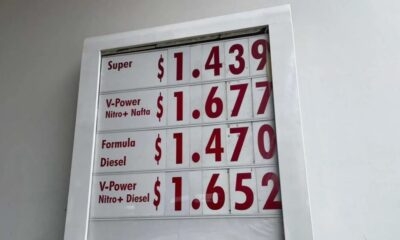 Super $ 1.439
V-Power
Nitro+ Nafta $ 1.677
Formula
Diesel $ 1.470
V-Power
Nitro+ Diesel $ 1.652